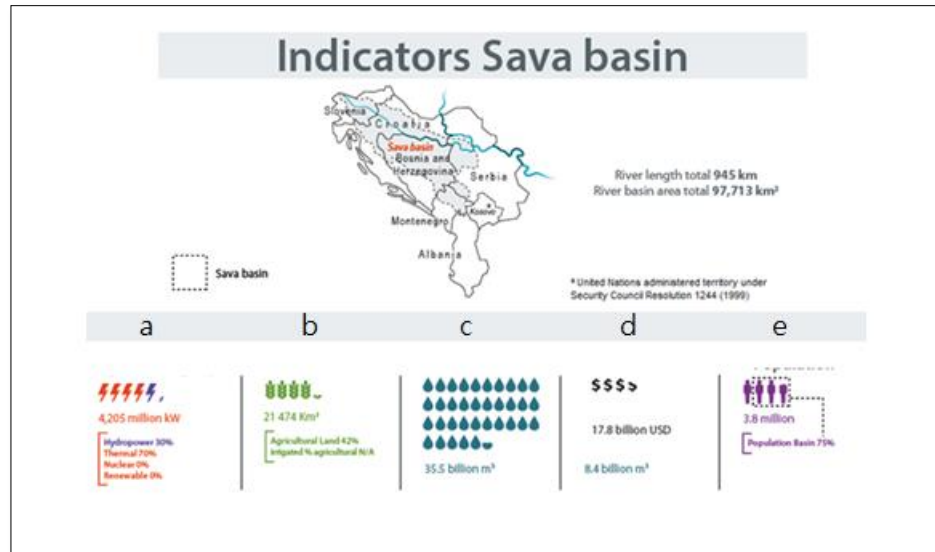 Indicators Sava basin
Slovenia
Croatia
Sava basin
Bosnia and
Herzegovina
Serbia
River length total 945 km
River basin area total 97,713 km²
Kosovo
Montenegro
Albania
Sava basin
* United Nations administered territory under
Security Council Resolution 1244 (1999)
a b c d e
4,205 million kW
Hydropower 30%
Thermal 70%
Nuclear 0%
Renewable 0%
21 474 Km²
Agricultural Land 42%
Irrigated % agricultural N/A
35.5 billion m³
$$$$
17.8 billion USD
8.4 billion m³
3.8 million
Population Basin 75%